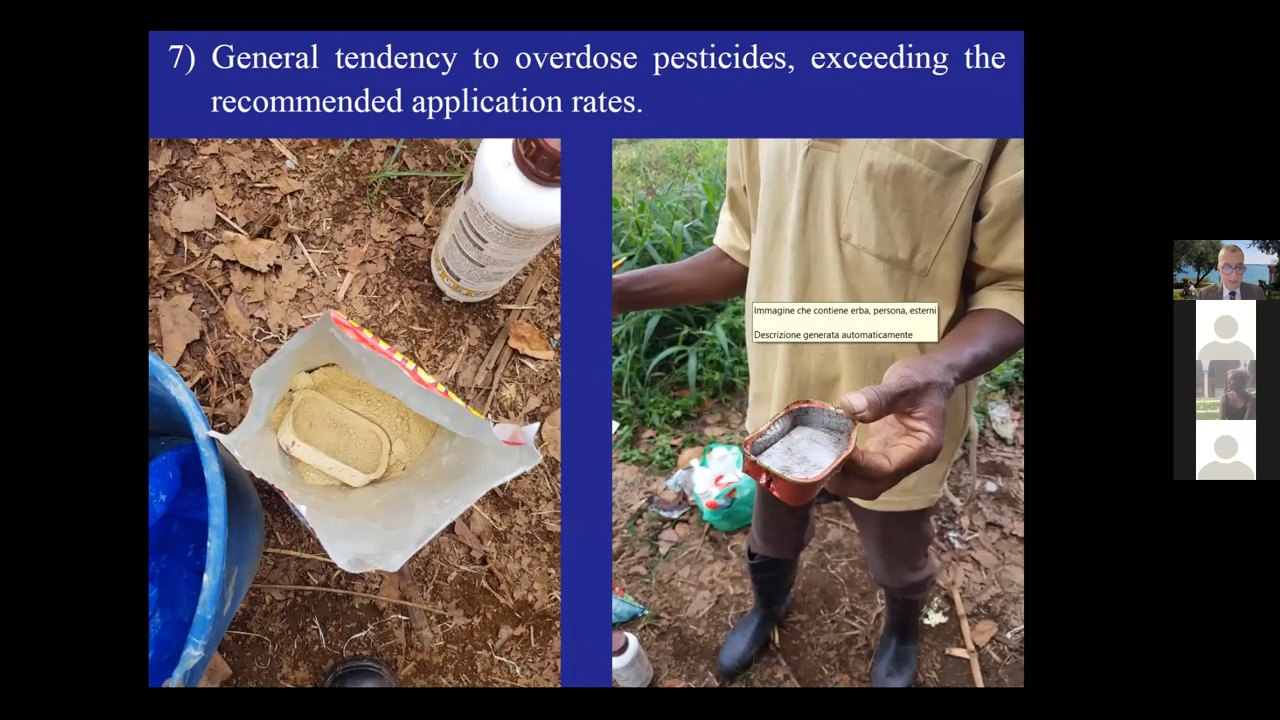 7) General tendency to overdose pesticides, exceeding the
recommended application rates.
Immagine che contiene erba, persona, esterni
Descrizione generata automaticamente